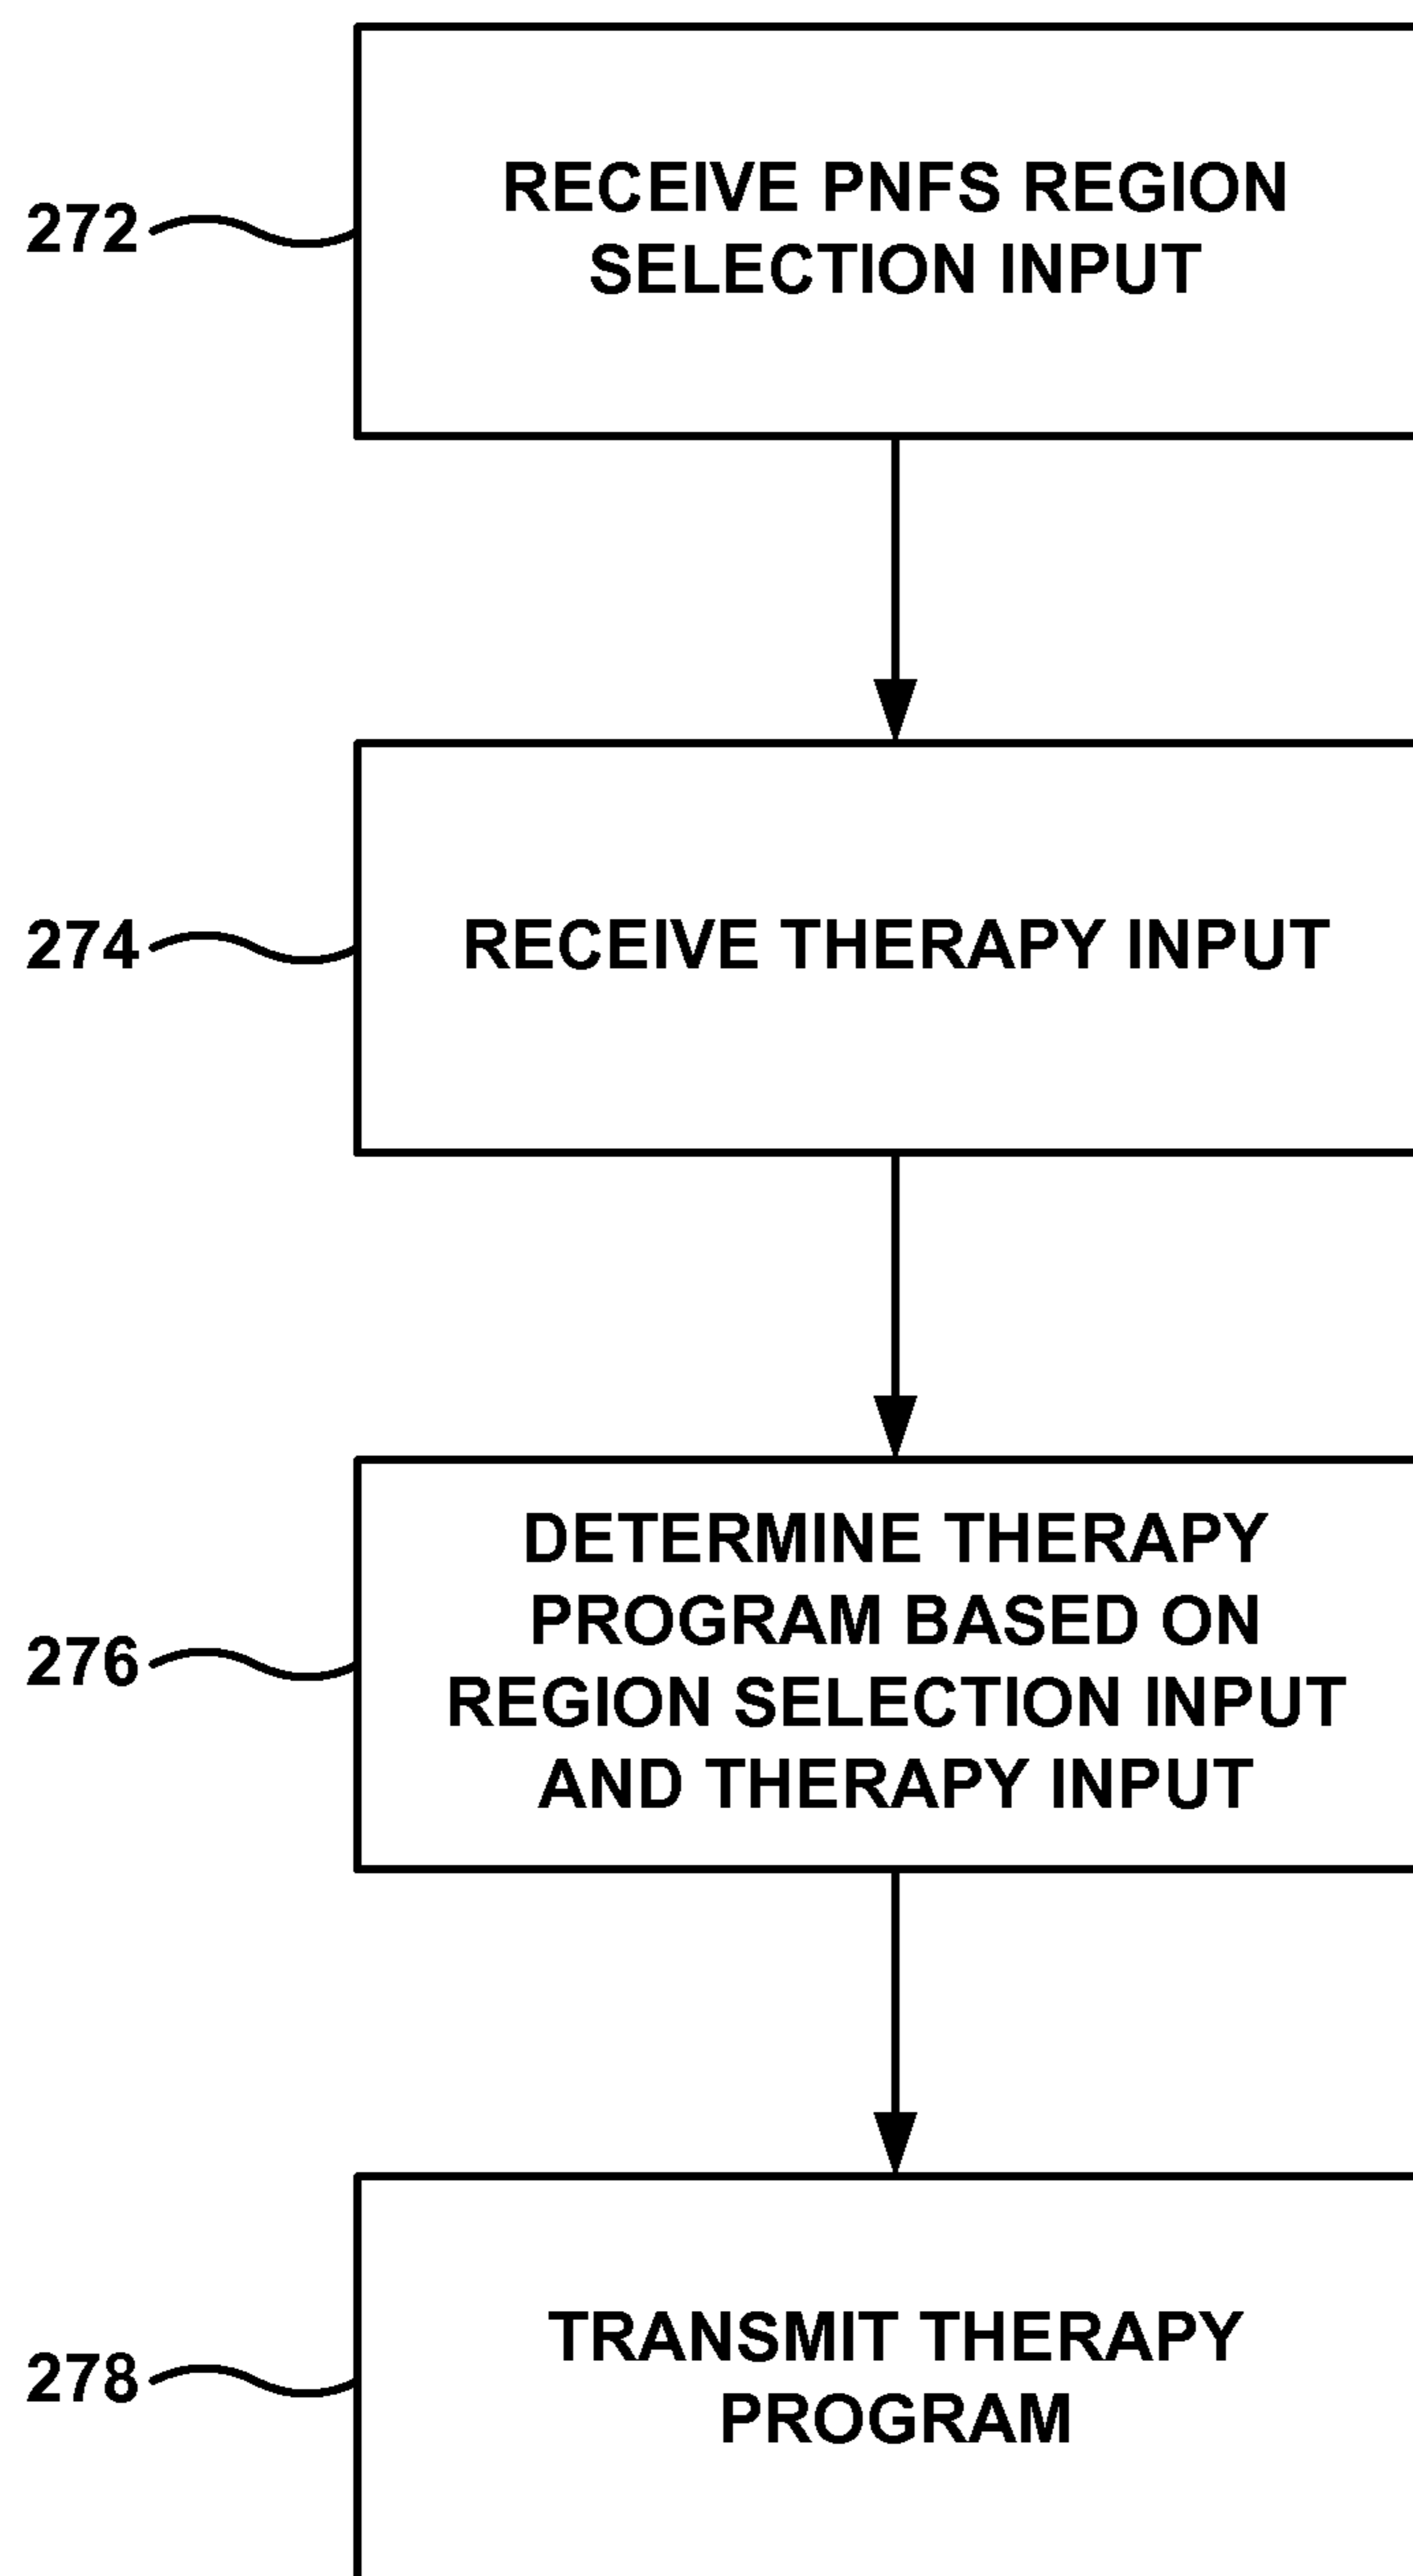 272
RECEIVE PNFS REGION
SELECTION INPUT
274
RECEIVE THERAPY INPUT
276
DETERMINE THERAPY
PROGRAM BASED ON
REGION SELECTION INPUT
AND THERAPY INPUT
278
TRANSMIT THERAPY
PROGRAM